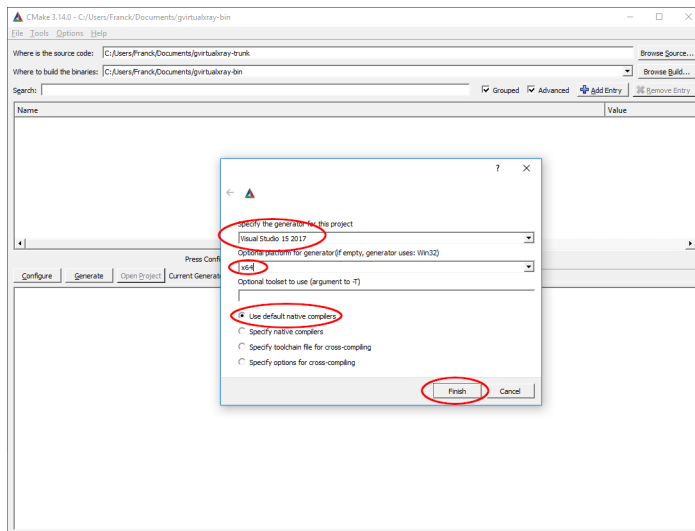 CMake 3.14.0 - C:/Users/Franck/Documents/gvirtualxray-bin
File Tools Options Help
Where is the source code: C:/Users/Franck/Documents/gvirtualxray-trunk Browse Source...
Where to build the binaries: C:/Users/Franck/Documents/gvirtualxray-bin Browse Build...
Search: Grouped Advanced Add Entry Remove Entry
Name Value
?
Specify the generator for this project
Visual Studio 15 2017
Optional platform for generator(if empty, generator uses: Win32)
x64
Optional toolset to use (argument to -T)
Use default native compilers
Specify native compilers
Specify toolchain file for cross-compiling
Specify options for cross-compiling
Finish Cancel
Press Confi
Configure Generate Open Project Current Generat